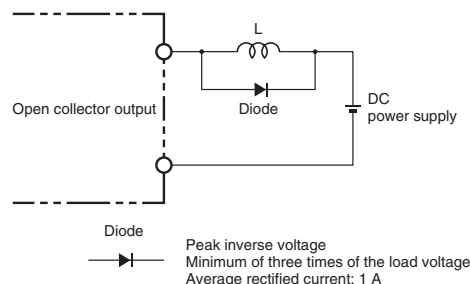 L
Open collector output
Diode
DC
power supply
Diode
Peak inverse voltage
Minimum of three times of the load voltage
Average rectified current: 1 A